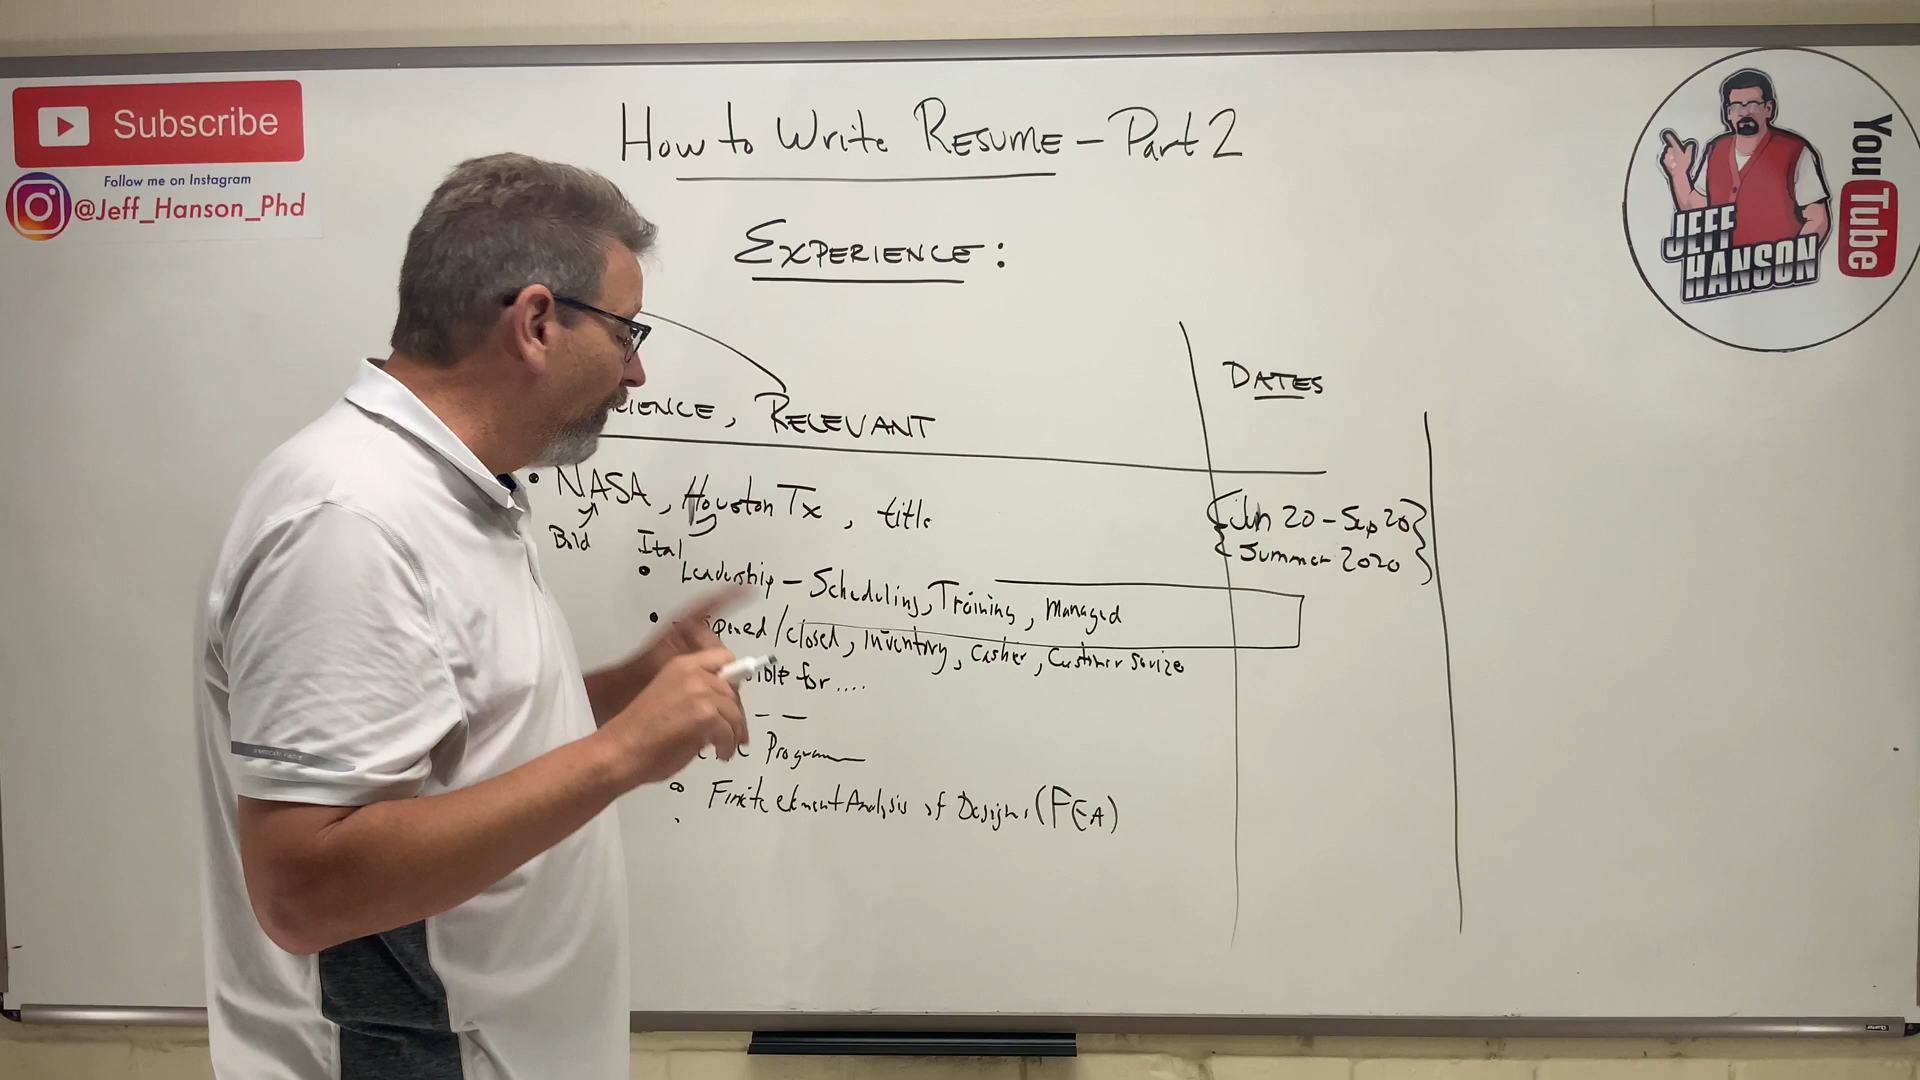 Subscribe
Follow me on Instagram
@Jeff_Hanson_Phd
How to Write RESUME - Part 2
EXPERIENCE:
JEFF
HANSON
YouTube
DATES
IENCE, RELEVANT
• NASA, Houston Tx, title
Bold
Ital
{Jun 20 - Sep 20}
{Summer 2020}
• Leadership - Scheduling, Training, Managed
• pened/closed, Inventory, Casher, Customer Service
ible for....
Program
Finite element Analysis of Designs (FEA)